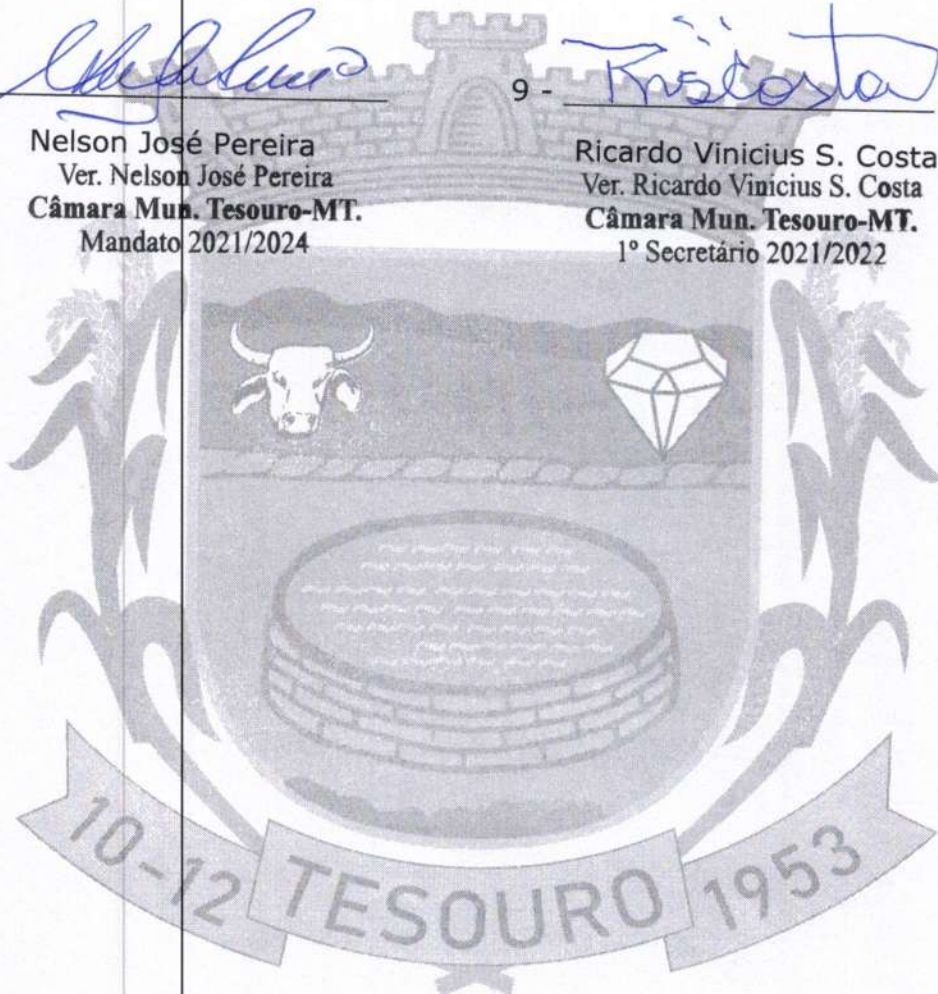 9 - RVSCosta
Nelson José Pereira
Ver. Nelson José Pereira
Câmara Mun. Tesouro-MT.
Mandato 2021/2024
Ricardo Vinicius S. Costa
Ver. Ricardo Vinicius S. Costa
Câmara Mun. Tesouro-MT.
1º Secretário 2021/2022
10-12 TESOURO 1953